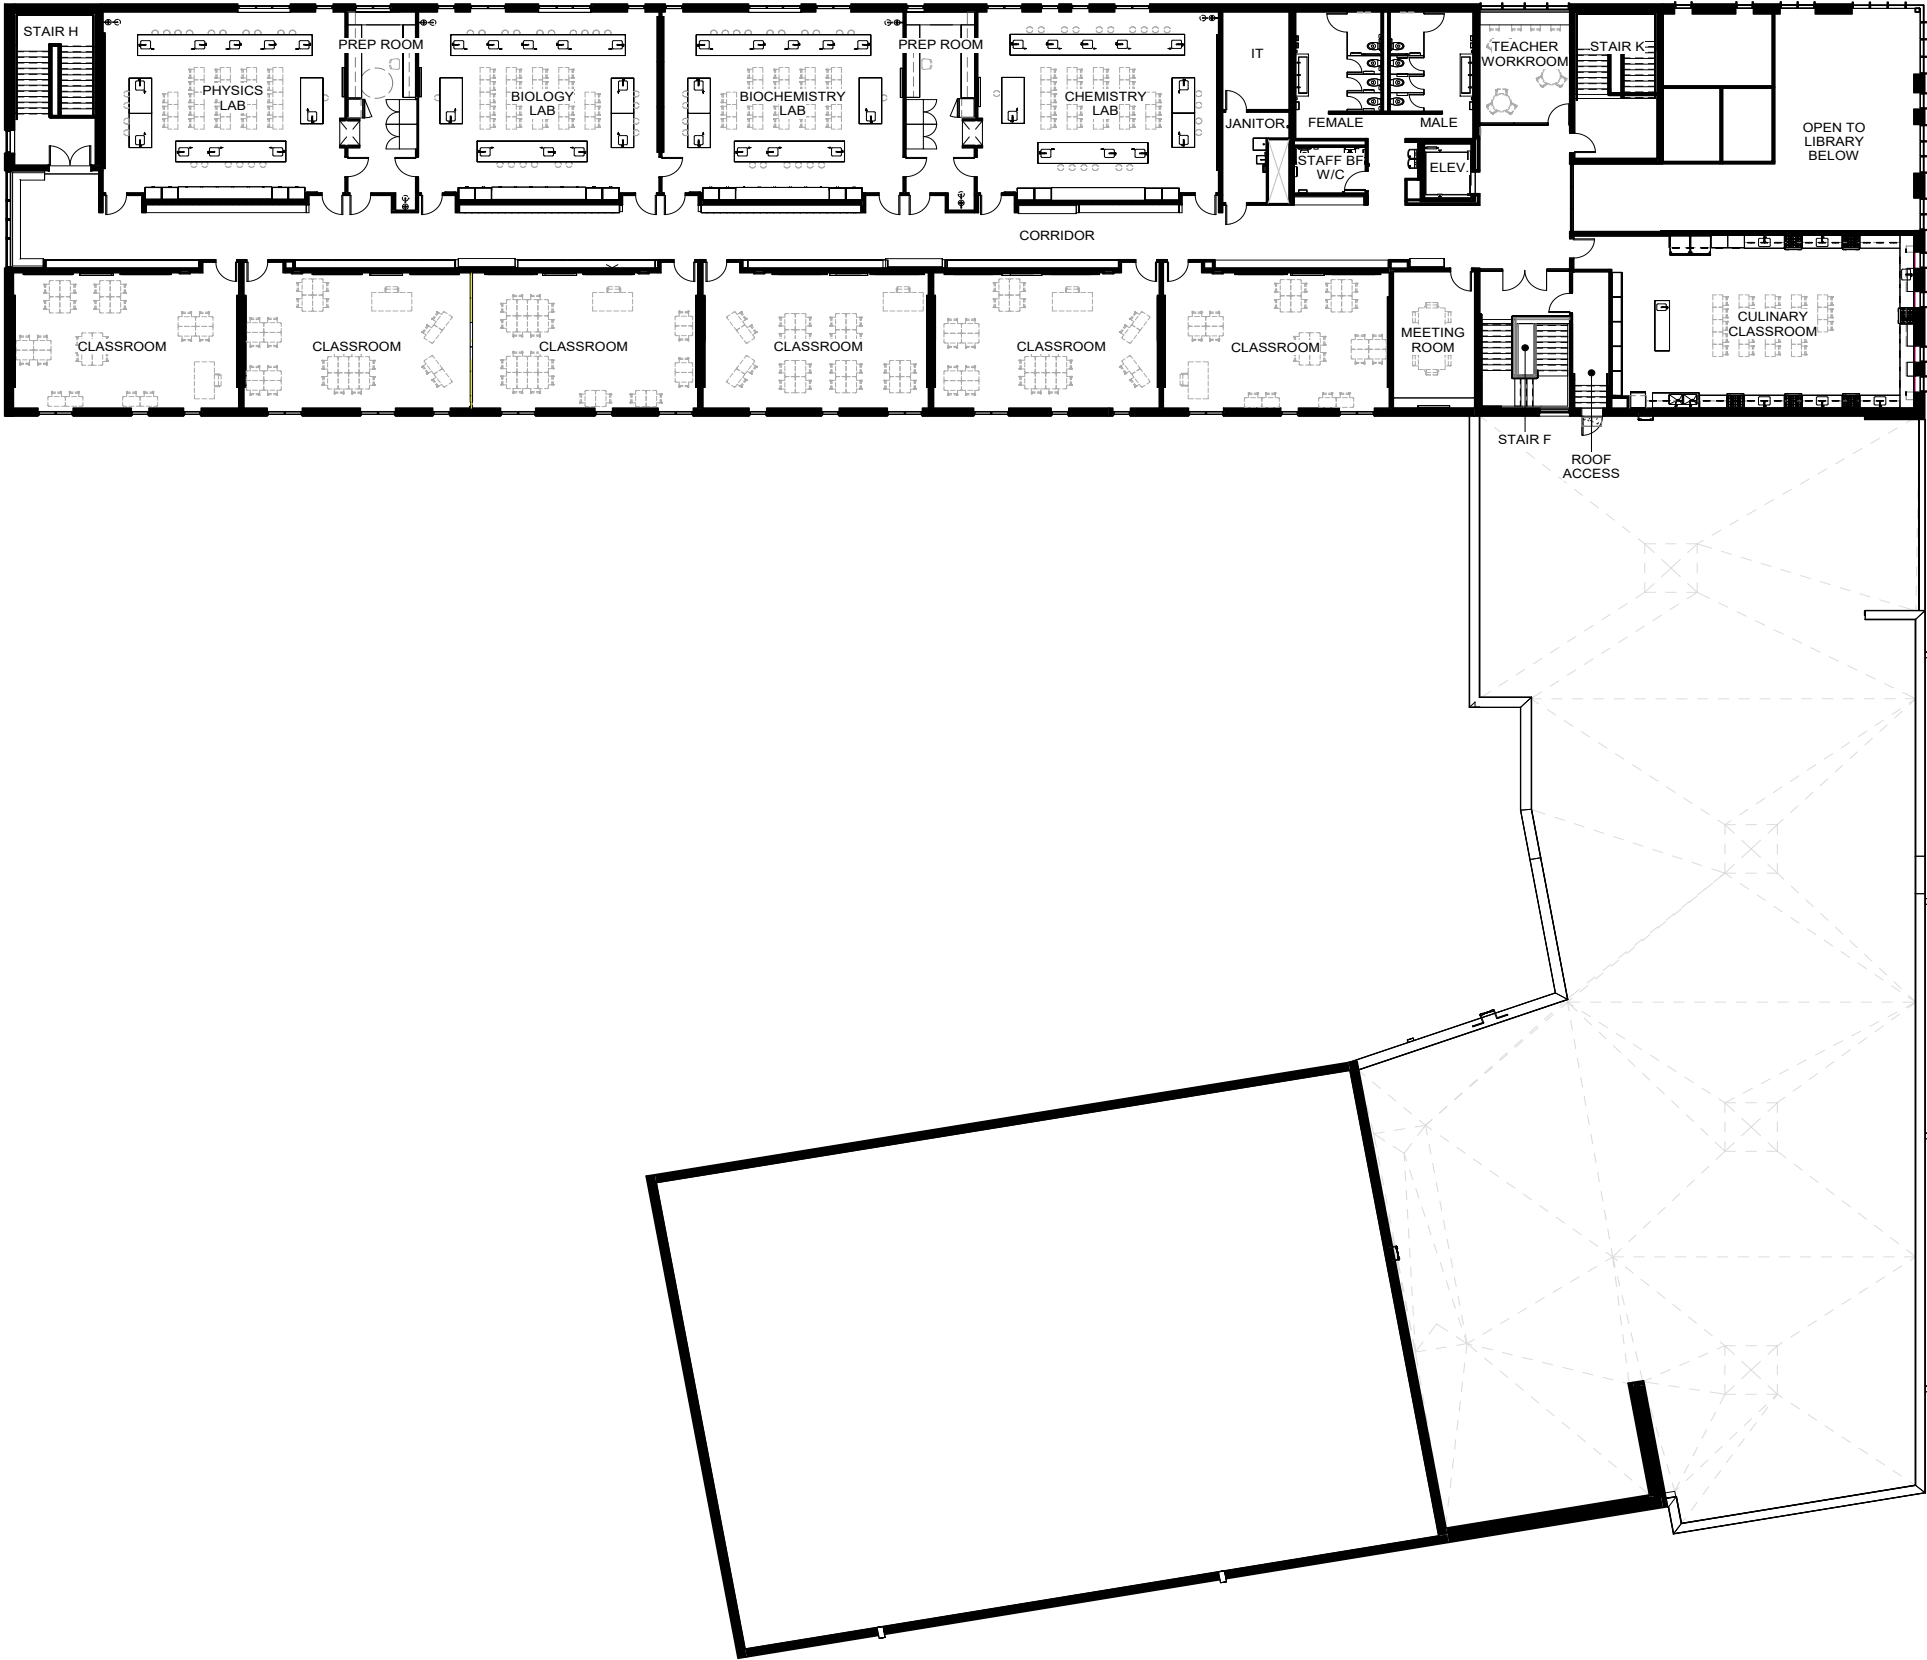 STAIR H
PHYSICS
LAB
PREP ROOM
BIOLOGY
LAB
BIOCHEMISTRY
LAB
PREP ROOM
CHEMISTRY
LAB
IT
JANITOR
FEMALE
MALE
STAFF BF
W/C
ELEV.
TEACHER
WORKROOM
STAIR K
OPEN TO
LIBRARY
BELOW
CORRIDOR
CLASSROOM
CLASSROOM
CLASSROOM
CLASSROOM
CLASSROOM
CLASSROOM
MEETING
ROOM
CULINARY
CLASSROOM
STAIR F
ROOF
ACCESS